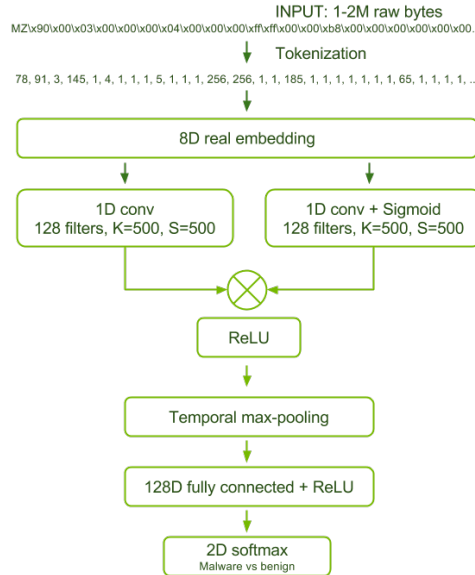 INPUT: 1-2M raw bytes
MZ\x90\x00\x03\x00\x00\x00\x04\x00\x00\x00\xff\xff\x00\x00\xb8\x00\x00\x00\x00\x00\x00\x00...
Tokenization
78, 91, 3, 145, 1, 4, 1, 1, 1, 5, 1, 1, 1, 256, 256, 1, 1, 185, 1, 1, 1, 1, 1, 1, 1, 65, 1, 1, 1, 1, ..
8D real embedding
1D conv
128 filters, K=500, S=500
1D conv + Sigmoid
128 filters, K=500, S=500
ReLU
Temporal max-pooling
128D fully connected + ReLU
2D softmax
Malware vs benign